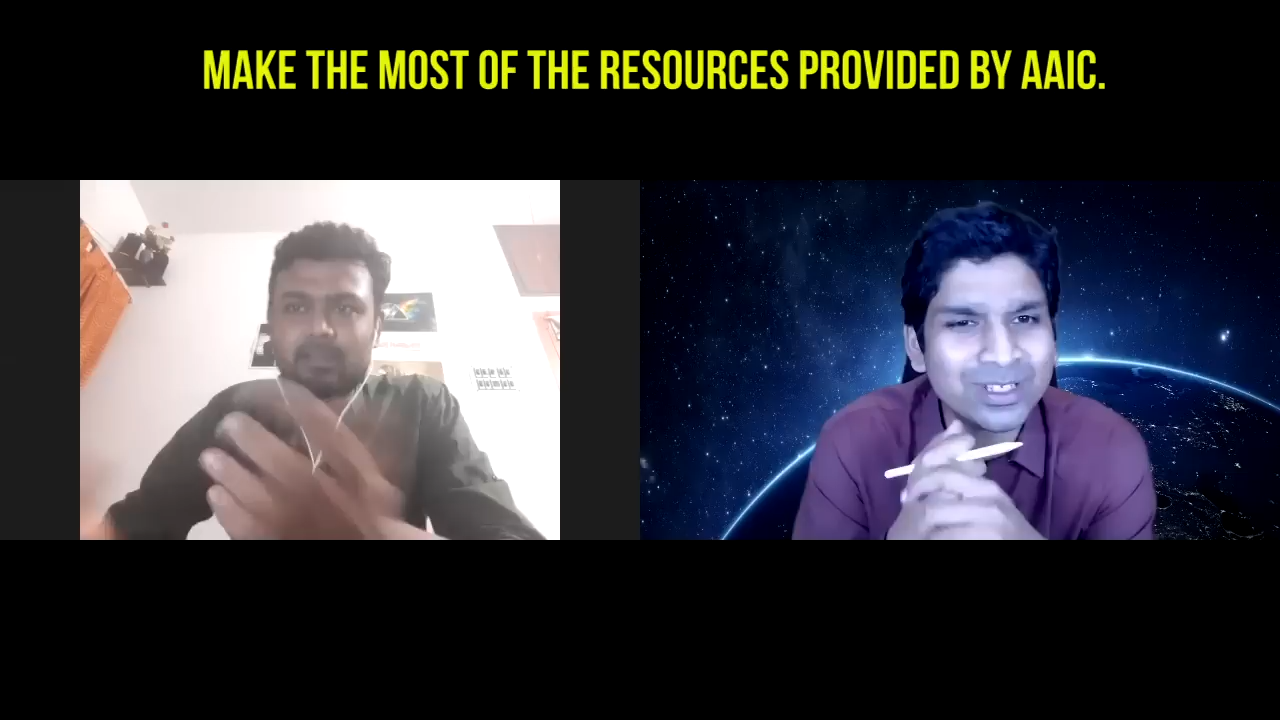 MAKE THE MOST OF THE RESOURCES PROVIDED BY AAIC.